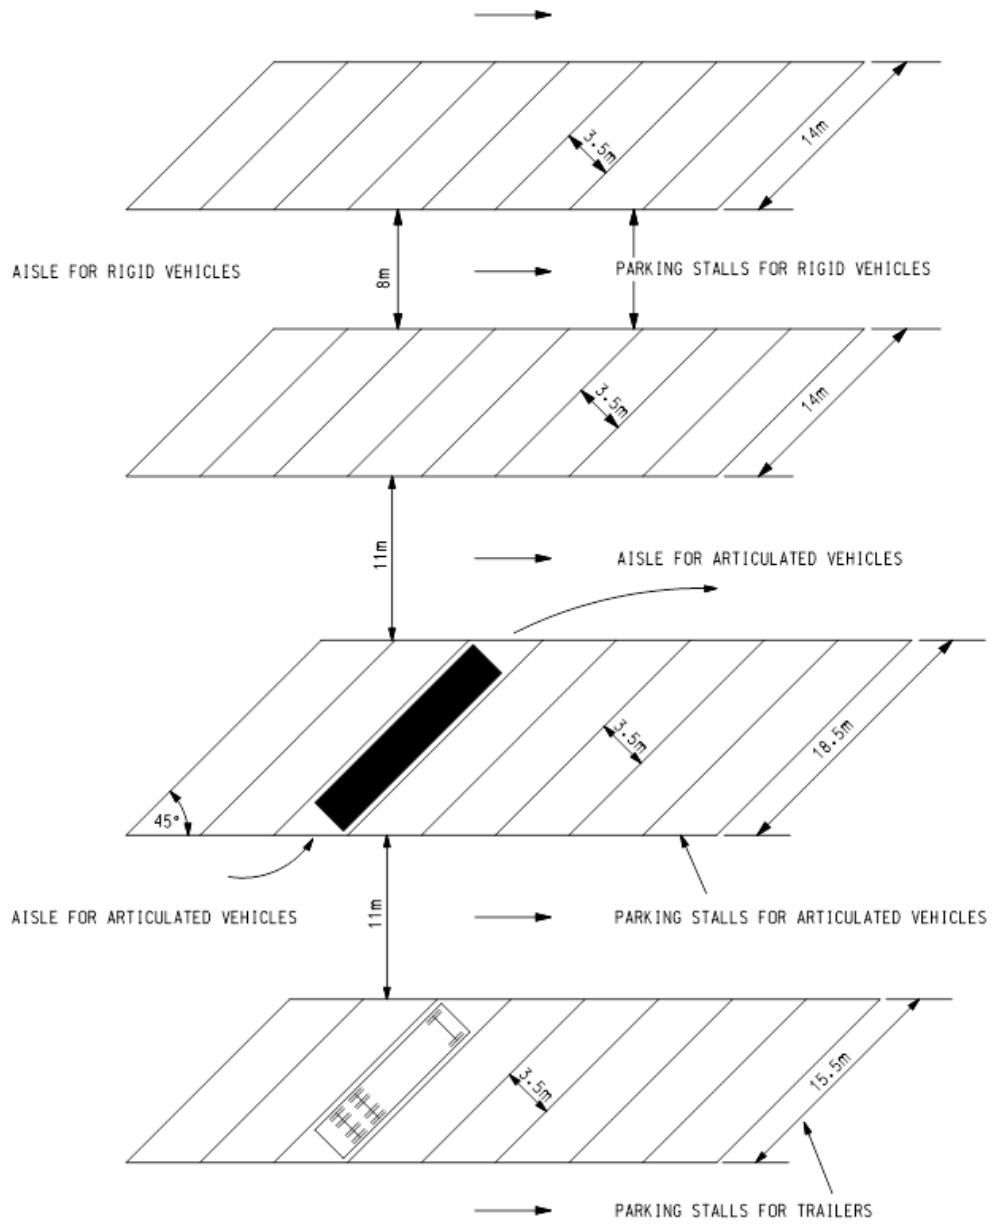 3.5m
14m
AISLE FOR RIGID VEHICLES
8m
PARKING STALLS FOR RIGID VEHICLES
3.5m
14m
11m
AISLE FOR ARTICULATED VEHICLES
3.5m
18.5m
45°
AISLE FOR ARTICULATED VEHICLES
11m
PARKING STALLS FOR ARTICULATED VEHICLES
3.5m
15.5m
PARKING STALLS FOR TRAILERS